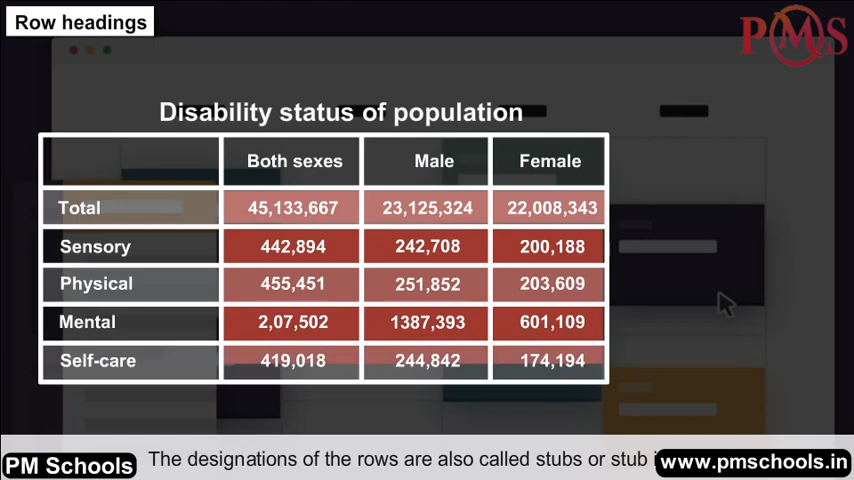 Row headings
PMS
Disability status of population
Both sexes Male Female
Total 45,133,667 23,125,324 22,008,343
Sensory 442,894 242,708 200,188
Physical 455,451 251,852 203,609
Mental 2,07,502 1387,393 601,109
Self-care 419,018 244,842 174,194
The designations of the rows are also called stubs or stub
PM Schools
www.pmschools.in